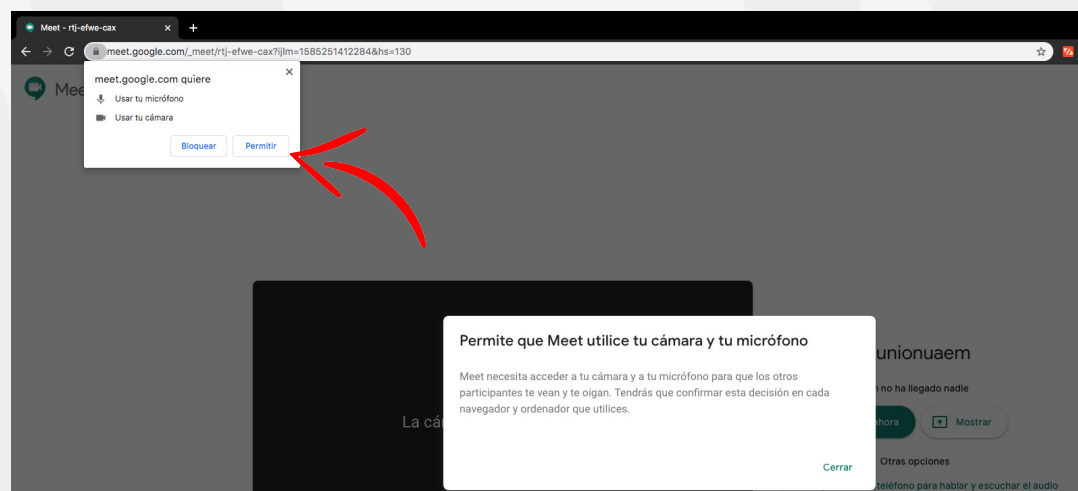 Meet - rtj-efwe-cax
meet.google.com/_meet/rtj-efwe-cax?ijlm=1585251412284&hs=130
Mee
meet.google.com quiere
Usar tu micrófono
Usar tu cámara
Bloquear Permitir
Permite que Meet utilice tu cámara y tu micrófono
Meet necesita acceder a tu cámara y a tu micrófono para que los otros
participantes te vean y te oigan. Tendrás que confirmar esta decisión en cada
navegador y ordenador que utilices.
Cerrar
La cá
unionuaem
no ha llegado nadie
ahora Mostrar
Otras opciones
teléfono para hablar y escuchar el audio